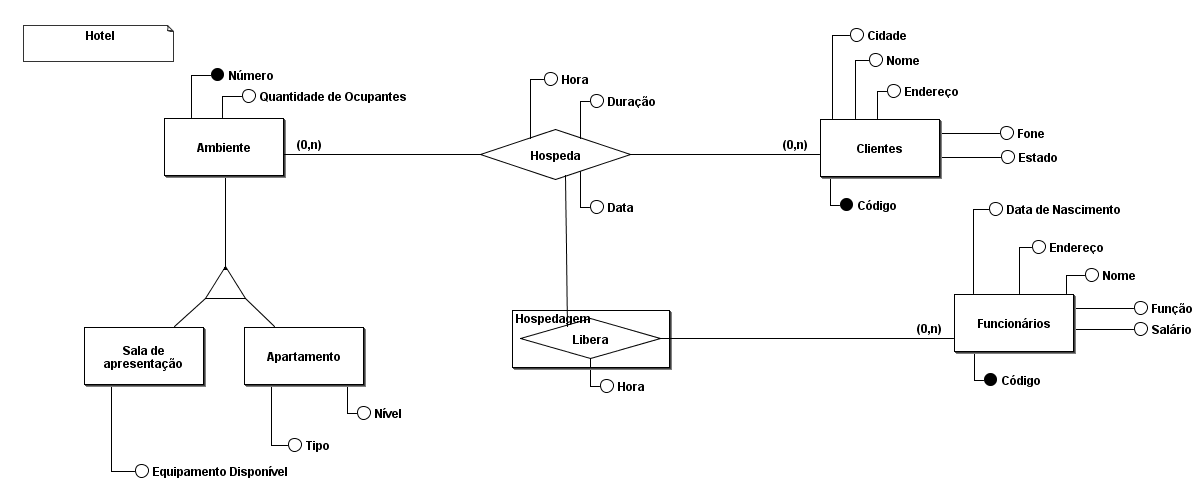 Hotel
Cidade
Nome
Número
Hora
Quantidade de Ocupantes
Duração
Endereço
Ambiente
(0,n)
Hospeda
(0,n)
Clientes
Fone
Estado
Data
Código
Data de Nascimento
Endereço
Nome
Hospedagem
Libera
(0,n)
Funcionários
Função
Salário
Sala de
apresentação
Apartamento
Hora
Código
Nível
Tipo
Equipamento Disponível